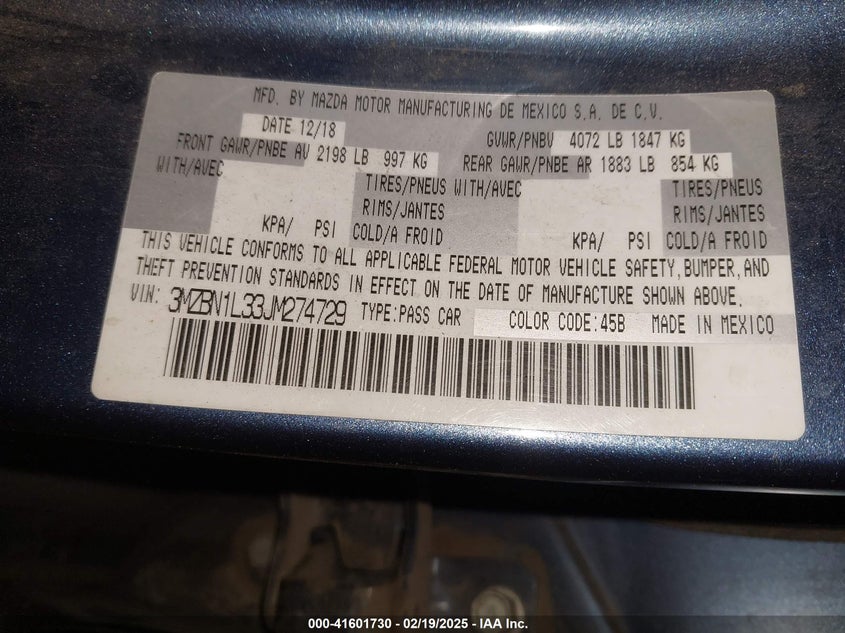 MFD. BY MAZDA MOTOR MANUFACTURING DE MEXICO S.A. DE C.V.
DATE 12/18 GVWR/PNBV 4072 LB 1847 KG
FRONT GAWR/PNBE AV 2198 LB 997 KG REAR GAWR/PNBE AR 1883 LB 854 KG
WITH/AVEC TIRES/PNEUS WITH/AVEC TIRES/PNEUS
RIMS/JANTES RIMS/JANTES
KPA/ PSI COLD/A FROID KPA/ PSI COLD/A FROID
THIS VEHICLE CONFORMS TO ALL APPLICABLE FEDERAL MOTOR VEHICLE SAFETY,BUMPER,AND
THEFT PREVENTION STANDARDS IN EFFECT ON THE DATE OF MANUFACTURE SHOWN ABOVE.
VIN: 3MZBN1L33JM274729 TYPE:PASS CAR COLOR CODE:45B MADE IN MEXICO
000-41601730 - 02/19/2025 - IAA Inc.